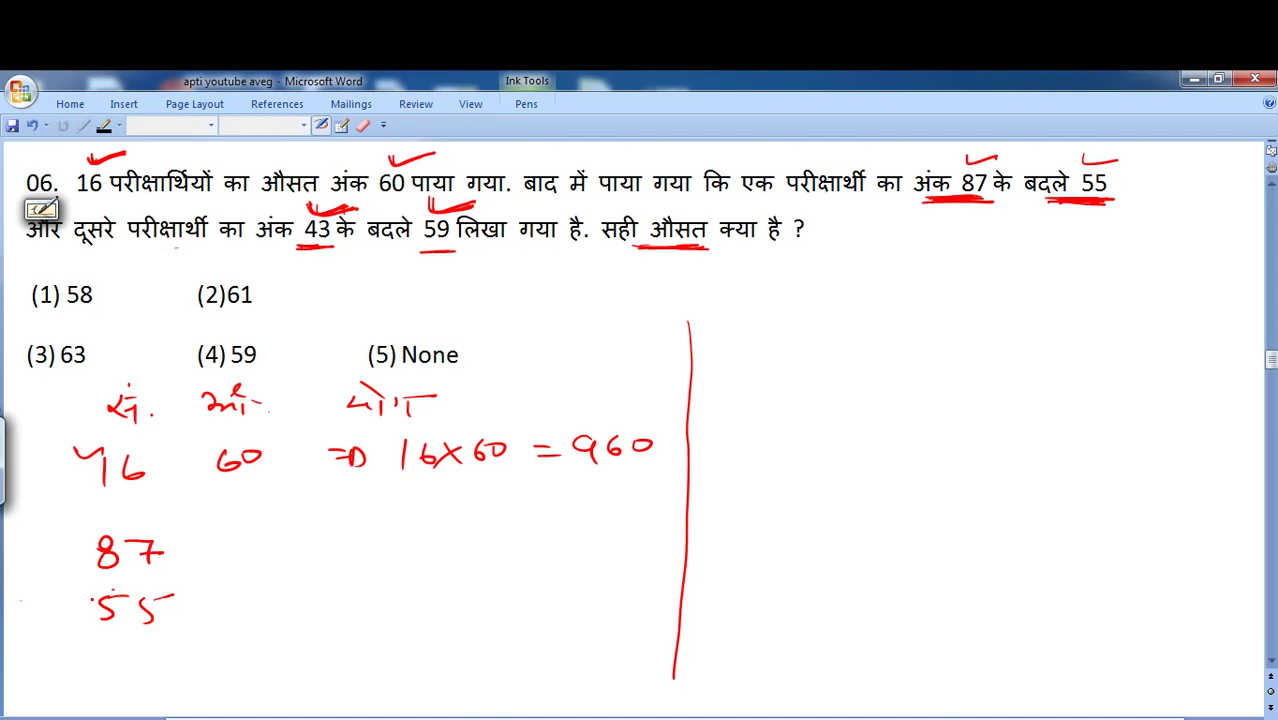 apti youtube aveg - Microsoft Word
Ink Tools
Home Insert Page Layout References Mailings Review View Pens
06. 16 परीक्षार्थियों का औसत अंक 60 पाया गया. बाद में पाया गया कि एक परीक्षार्थी का अंक 87 के बदले 55
और दूसरे परीक्षार्थी का अंक 43 के बदले 59 लिखा गया है. सही औसत क्या है ?
(1) 58 (2)61
(3) 63 (4) 59 (5) None
सं. औ. योग
16 60 => 16x60 = 960
87
55